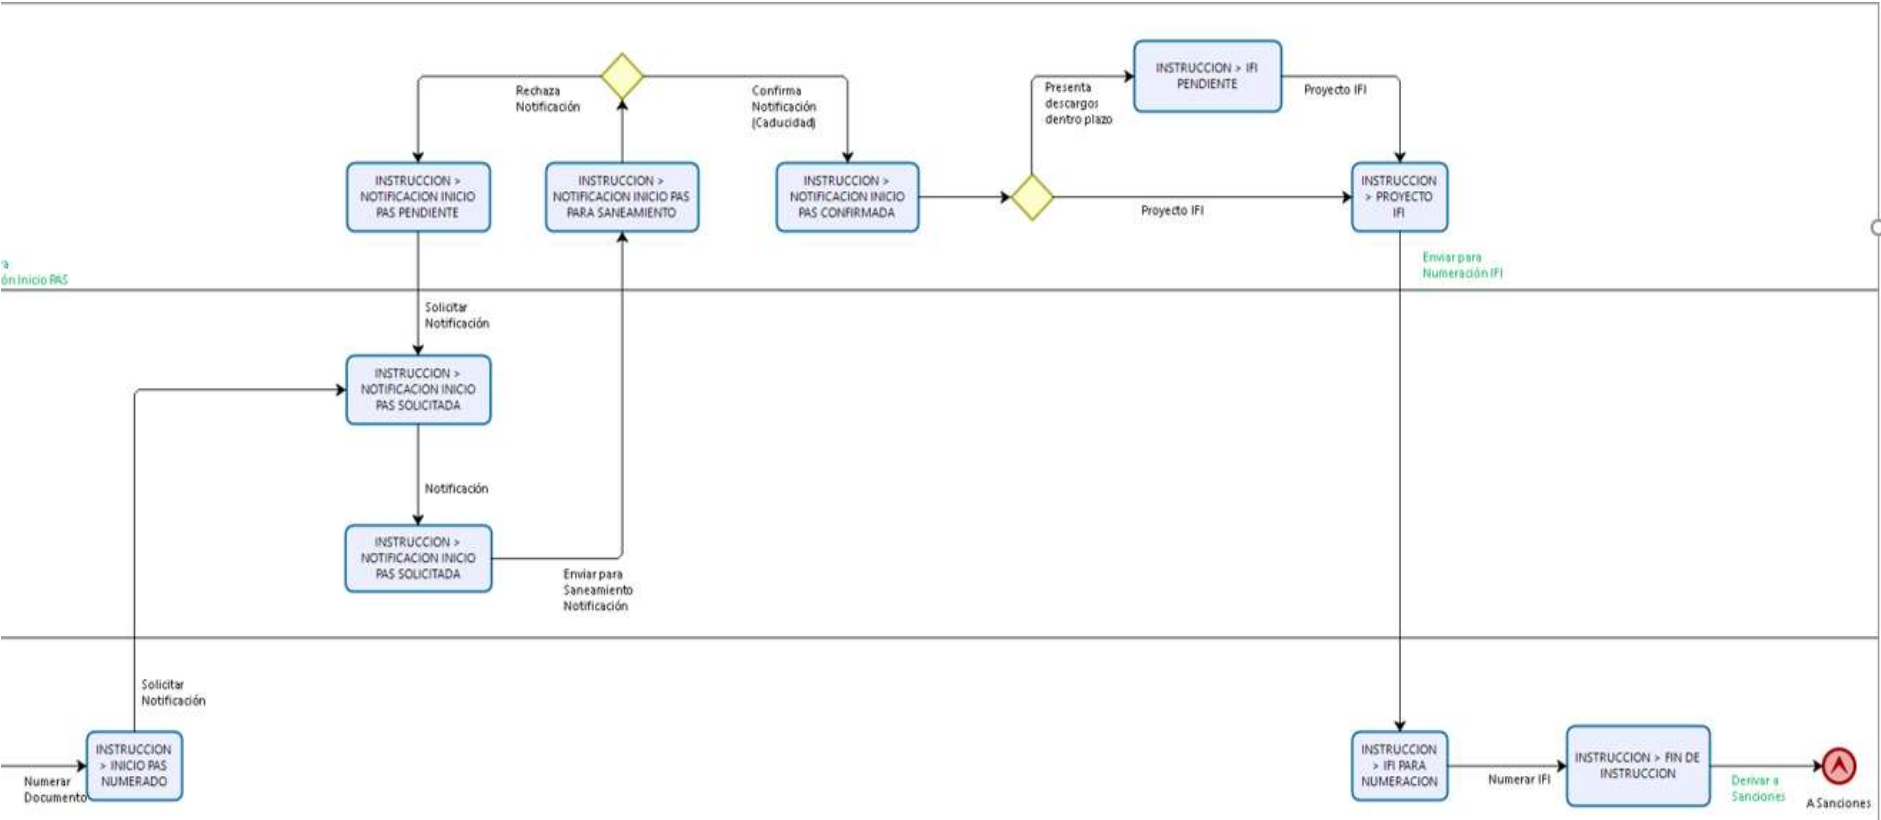 Rechaza
Notificación
Confirma
Notificación
(Caducidad)
Presenta
descargos
dentro plazo
INSTRUCCION > IFI
PENDIENTE
Proyecto IFI
INSTRUCCION >
NOTIFICACION INICIO
PAS PENDIENTE
INSTRUCCION >
NOTIFICACION INICIO PAS
PARA SANEAMIENTO
INSTRUCCION >
NOTIFICACION INICIO
PAS CONFIRMADA
Proyecto IFI
INSTRUCCION
> PROYECTO
IFI
a
ón Inicio PAS
Enviar para
Numeración IFI
Solicitar
Notificación
INSTRUCCION >
NOTIFICACION INICIO
PAS SOLICITADA
Notificación
INSTRUCCION >
NOTIFICACION INICIO
PAS SOLICITADA
Enviar para
Saneamiento
Notificación
Solicitar
Notificación
Numerar
Documento
INSTRUCCION
> INICIO PAS
NUMERADO
INSTRUCCION
> IFI PARA
NUMERACION
Numerar IFI
INSTRUCCION > FIN DE
INSTRUCCION
Derivar a
Sanciones
A Sanciones